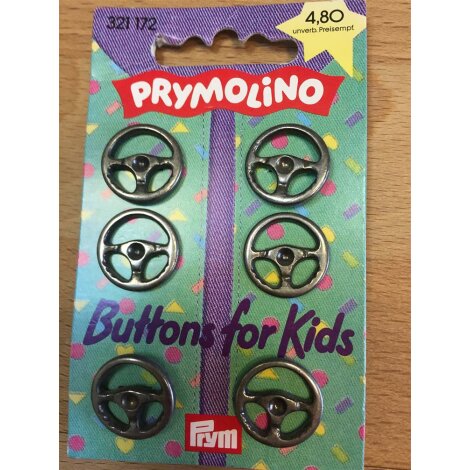 321 172
4,80
unverb. Preisempf.
PRYMOLINO
Buttons for Kids
Prym